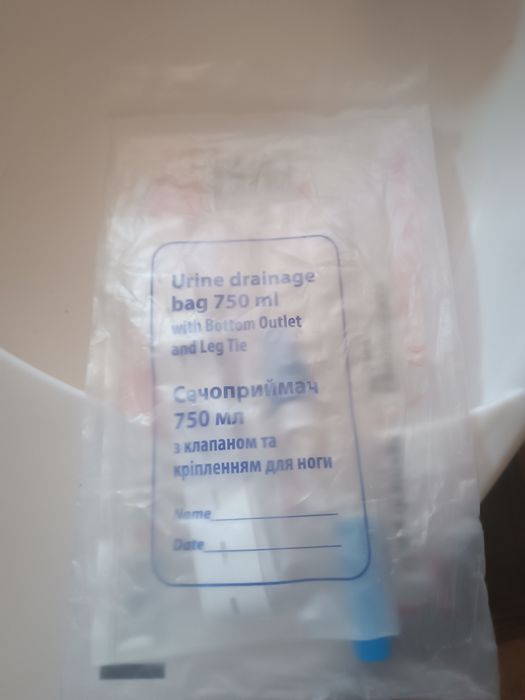 Urine drainage
bag 750 ml
with Bottom Outlet
and Leg Tie
Сечоприймач
750 мл
з клапаном та
кріпленням для ноги
Name
Date